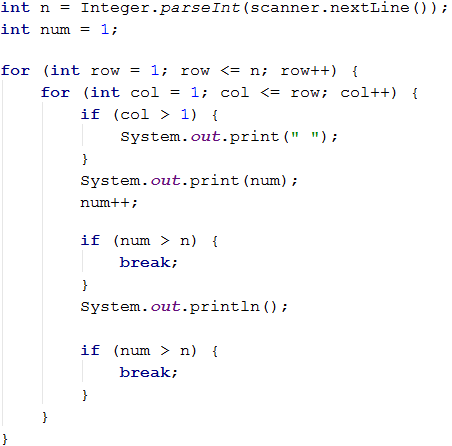 int n = Integer.parseInt(scanner.nextLine());
int num = 1;

for (int row = 1; row <= n; row++) {
    for (int col = 1; col <= row; col++) {
        if (col > 1) {
            System.out.print(" ");
        }
        System.out.print(num);
        num++;

        if (num > n) {
            break;
        }
        System.out.println();

        if (num > n) {
            break;
        }
    }
}